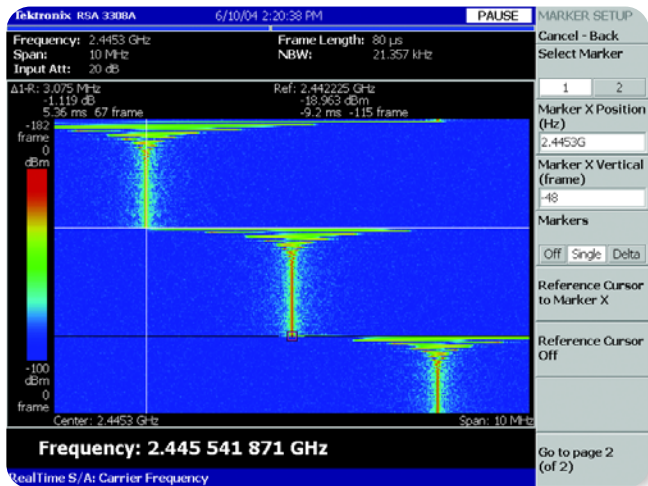 Tektronix RSA 3308A 6/10/04 2:20:38 PM PAUSE MARKER SETUP
Cancel - Back
Frequency: 2.4453 GHz Frame Length: 80 µs
Span: 10 MHz NBW: 21.357 kHz
Input Att: 20 dB
Select Marker
1 2
Δ1-R: 3.075 MHz Ref: 2.442225 GHz
-1.119 dB -18.963 dBm
5.36 ms 67 frame -9.2 ms -115 frame
Marker X Position
(Hz)
2.4453G
Marker X Vertical
(frame)
-48
Markers
Off Single Delta
Reference Cursor
to Marker X
Reference Cursor
Off
-182
frame
0
dBm
-100
dBm
0
frame
Center: 2.4453 GHz Span: 10 MHz
Frequency: 2.445 541 871 GHz
Go to page 2
(of 2)
RealTime S/A: Carrier Frequency